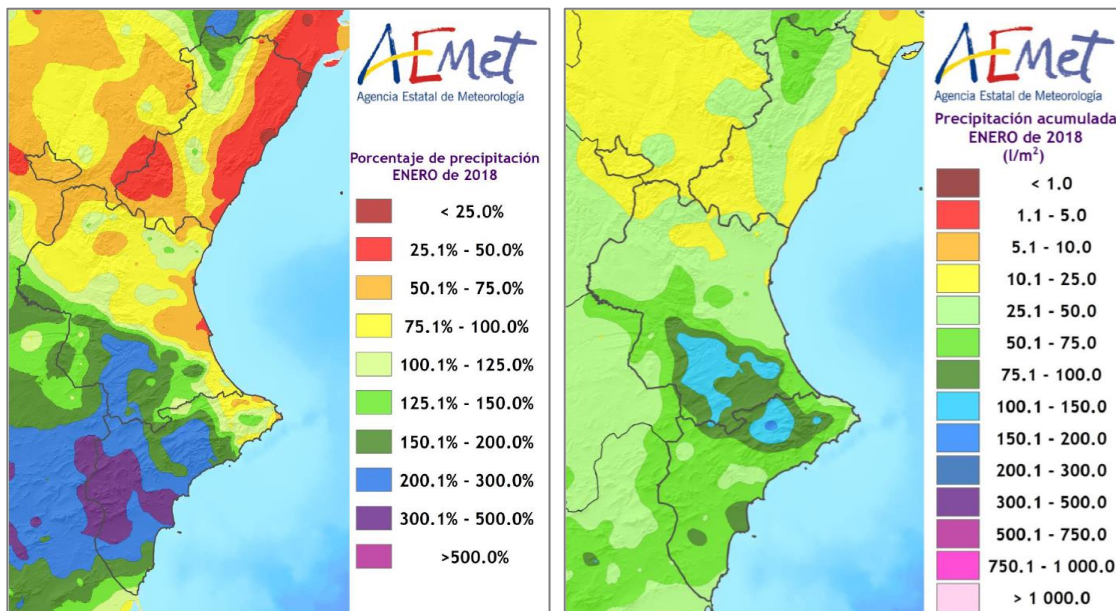 AEMet
Agencia Estatal de Meteorología
Porcentaje de precipitación
ENERO de 2018
< 25.0%
25.1% - 50.0%
50.1% - 75.0%
75.1% - 100.0%
100.1% - 125.0%
125.1% - 150.0%
150.1% - 200.0%
200.1% - 300.0%
300.1% - 500.0%
>500.0%
AEMet
Agencia Estatal de Meteorología
Precipitación acumulada
ENERO de 2018
(l/m²)
< 1.0
1.1 - 5.0
5.1 - 10.0
10.1 - 25.0
25.1 - 50.0
50.1 - 75.0
75.1 - 100.0
100.1 - 150.0
150.1 - 200.0
200.1 - 300.0
300.1 - 500.0
500.1 - 750.0
750.1 - 1 000.0
> 1 000.0